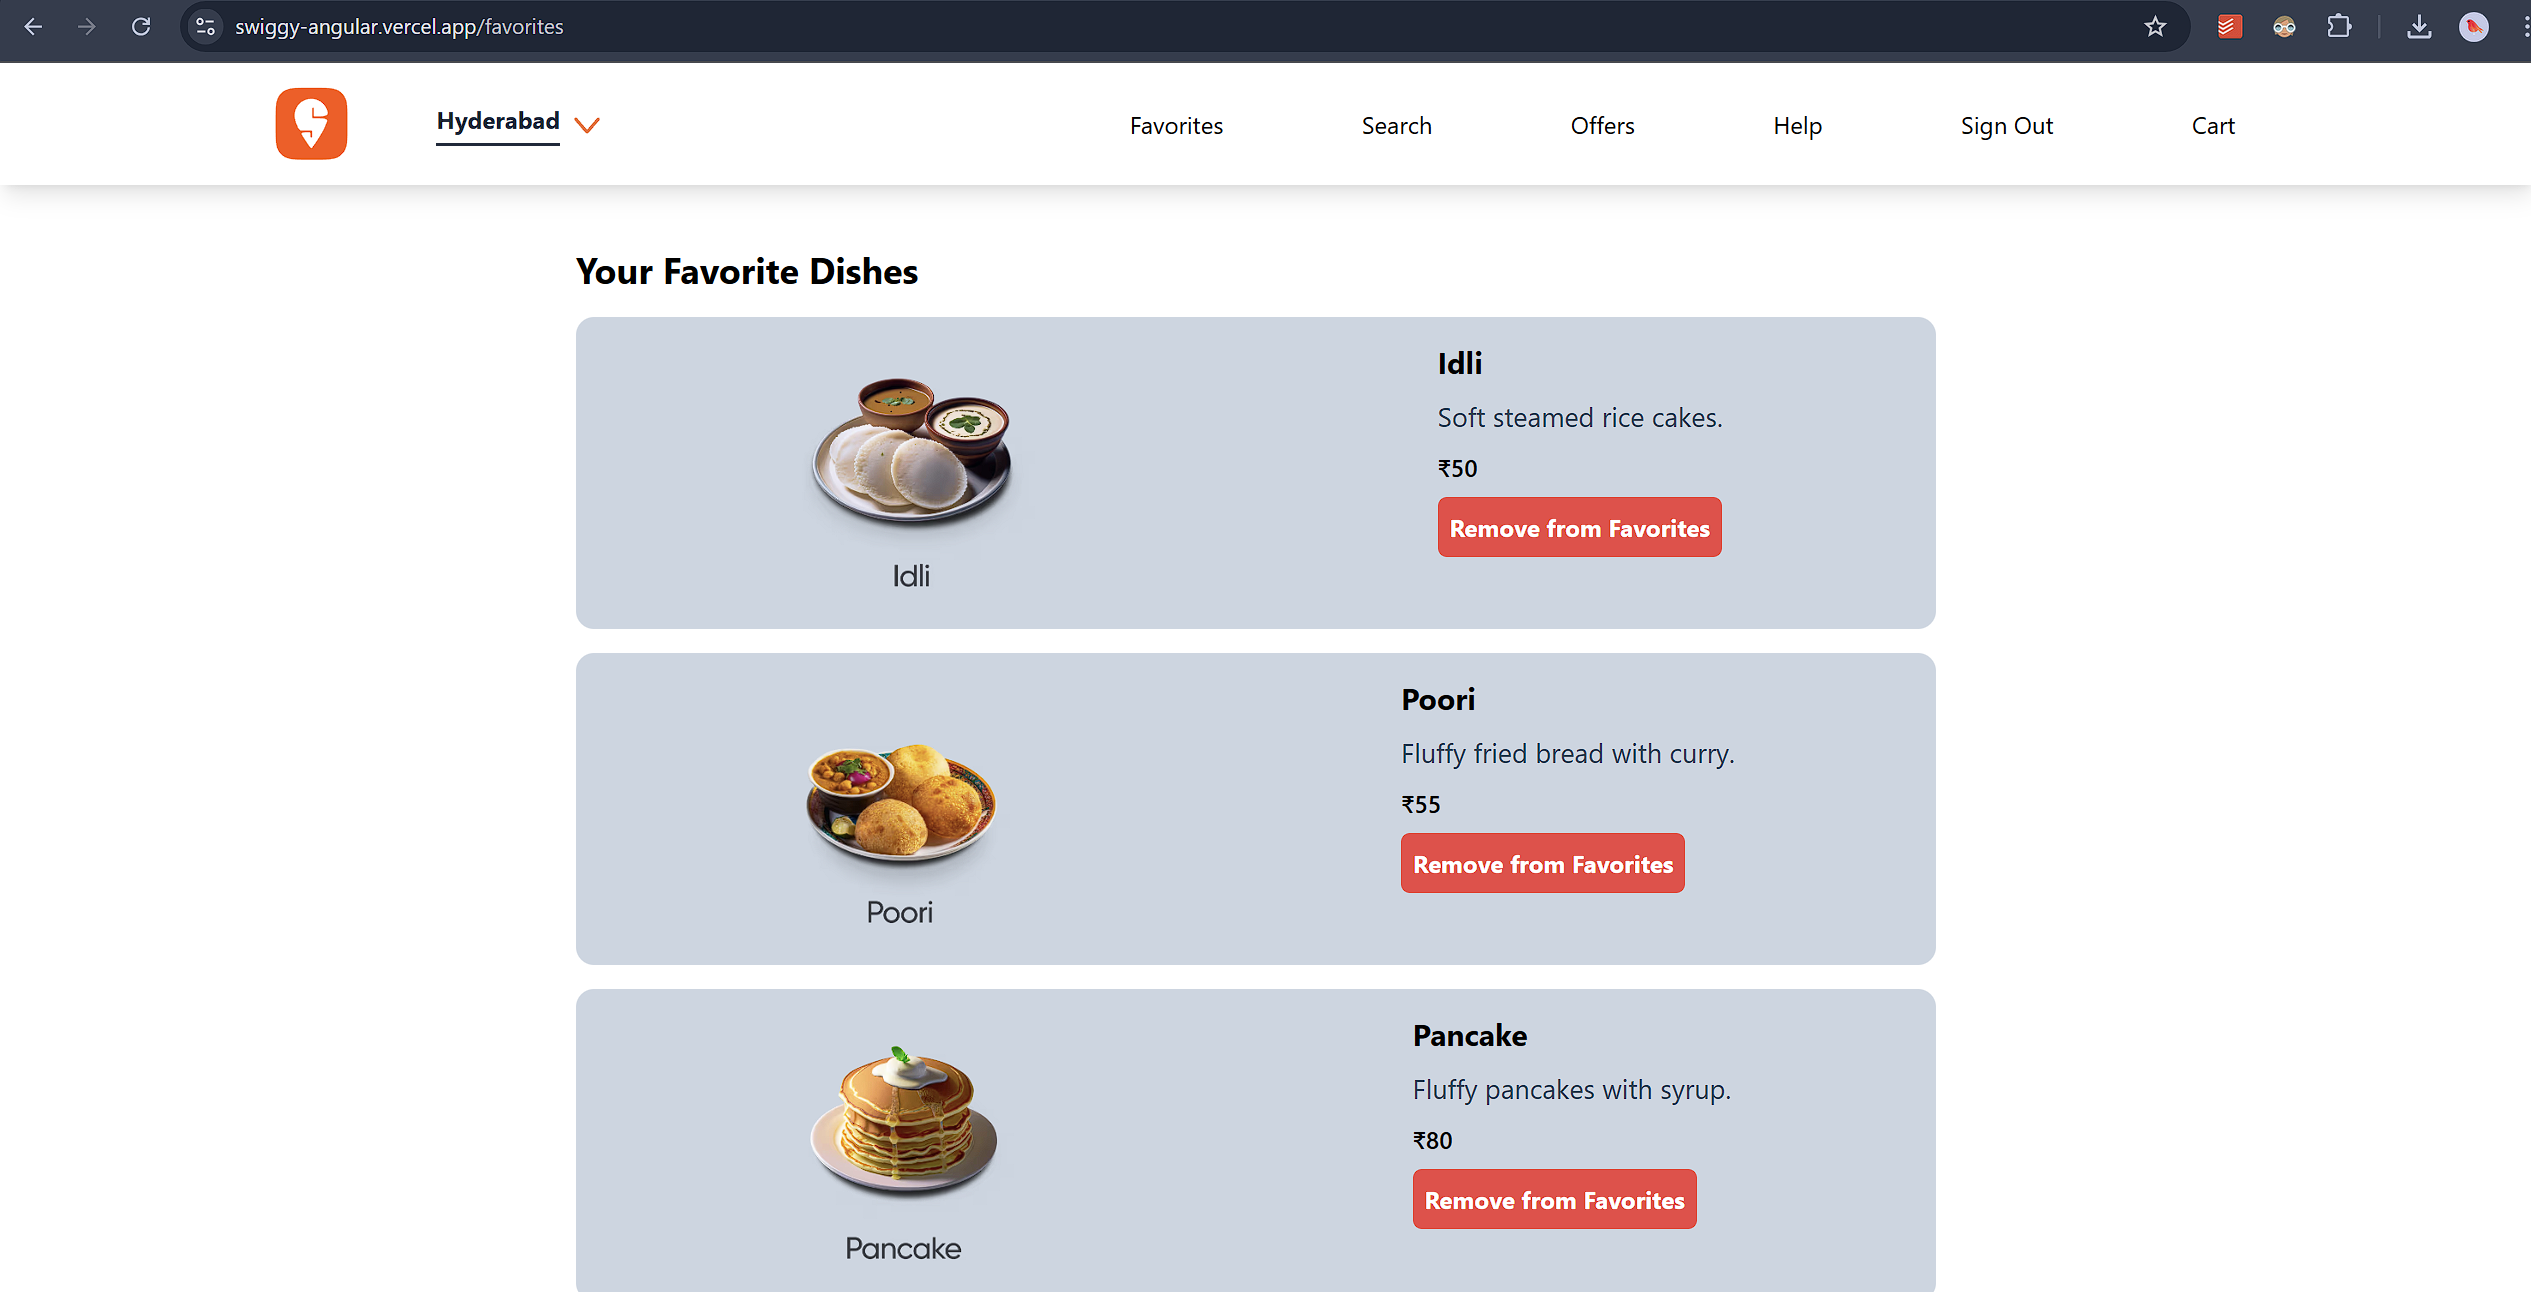 swiggy-angular.vercel.app/favorites
Hyderabad
Favorites
Search
Offers
Help
Sign Out
Cart
Your Favorite Dishes
Idli
Idli
Soft steamed rice cakes.
₹50
Remove from Favorites
Poori
Poori
Fluffy fried bread with curry.
₹55
Remove from Favorites
Pancake
Pancake
Fluffy pancakes with syrup.
₹80
Remove from Favorites